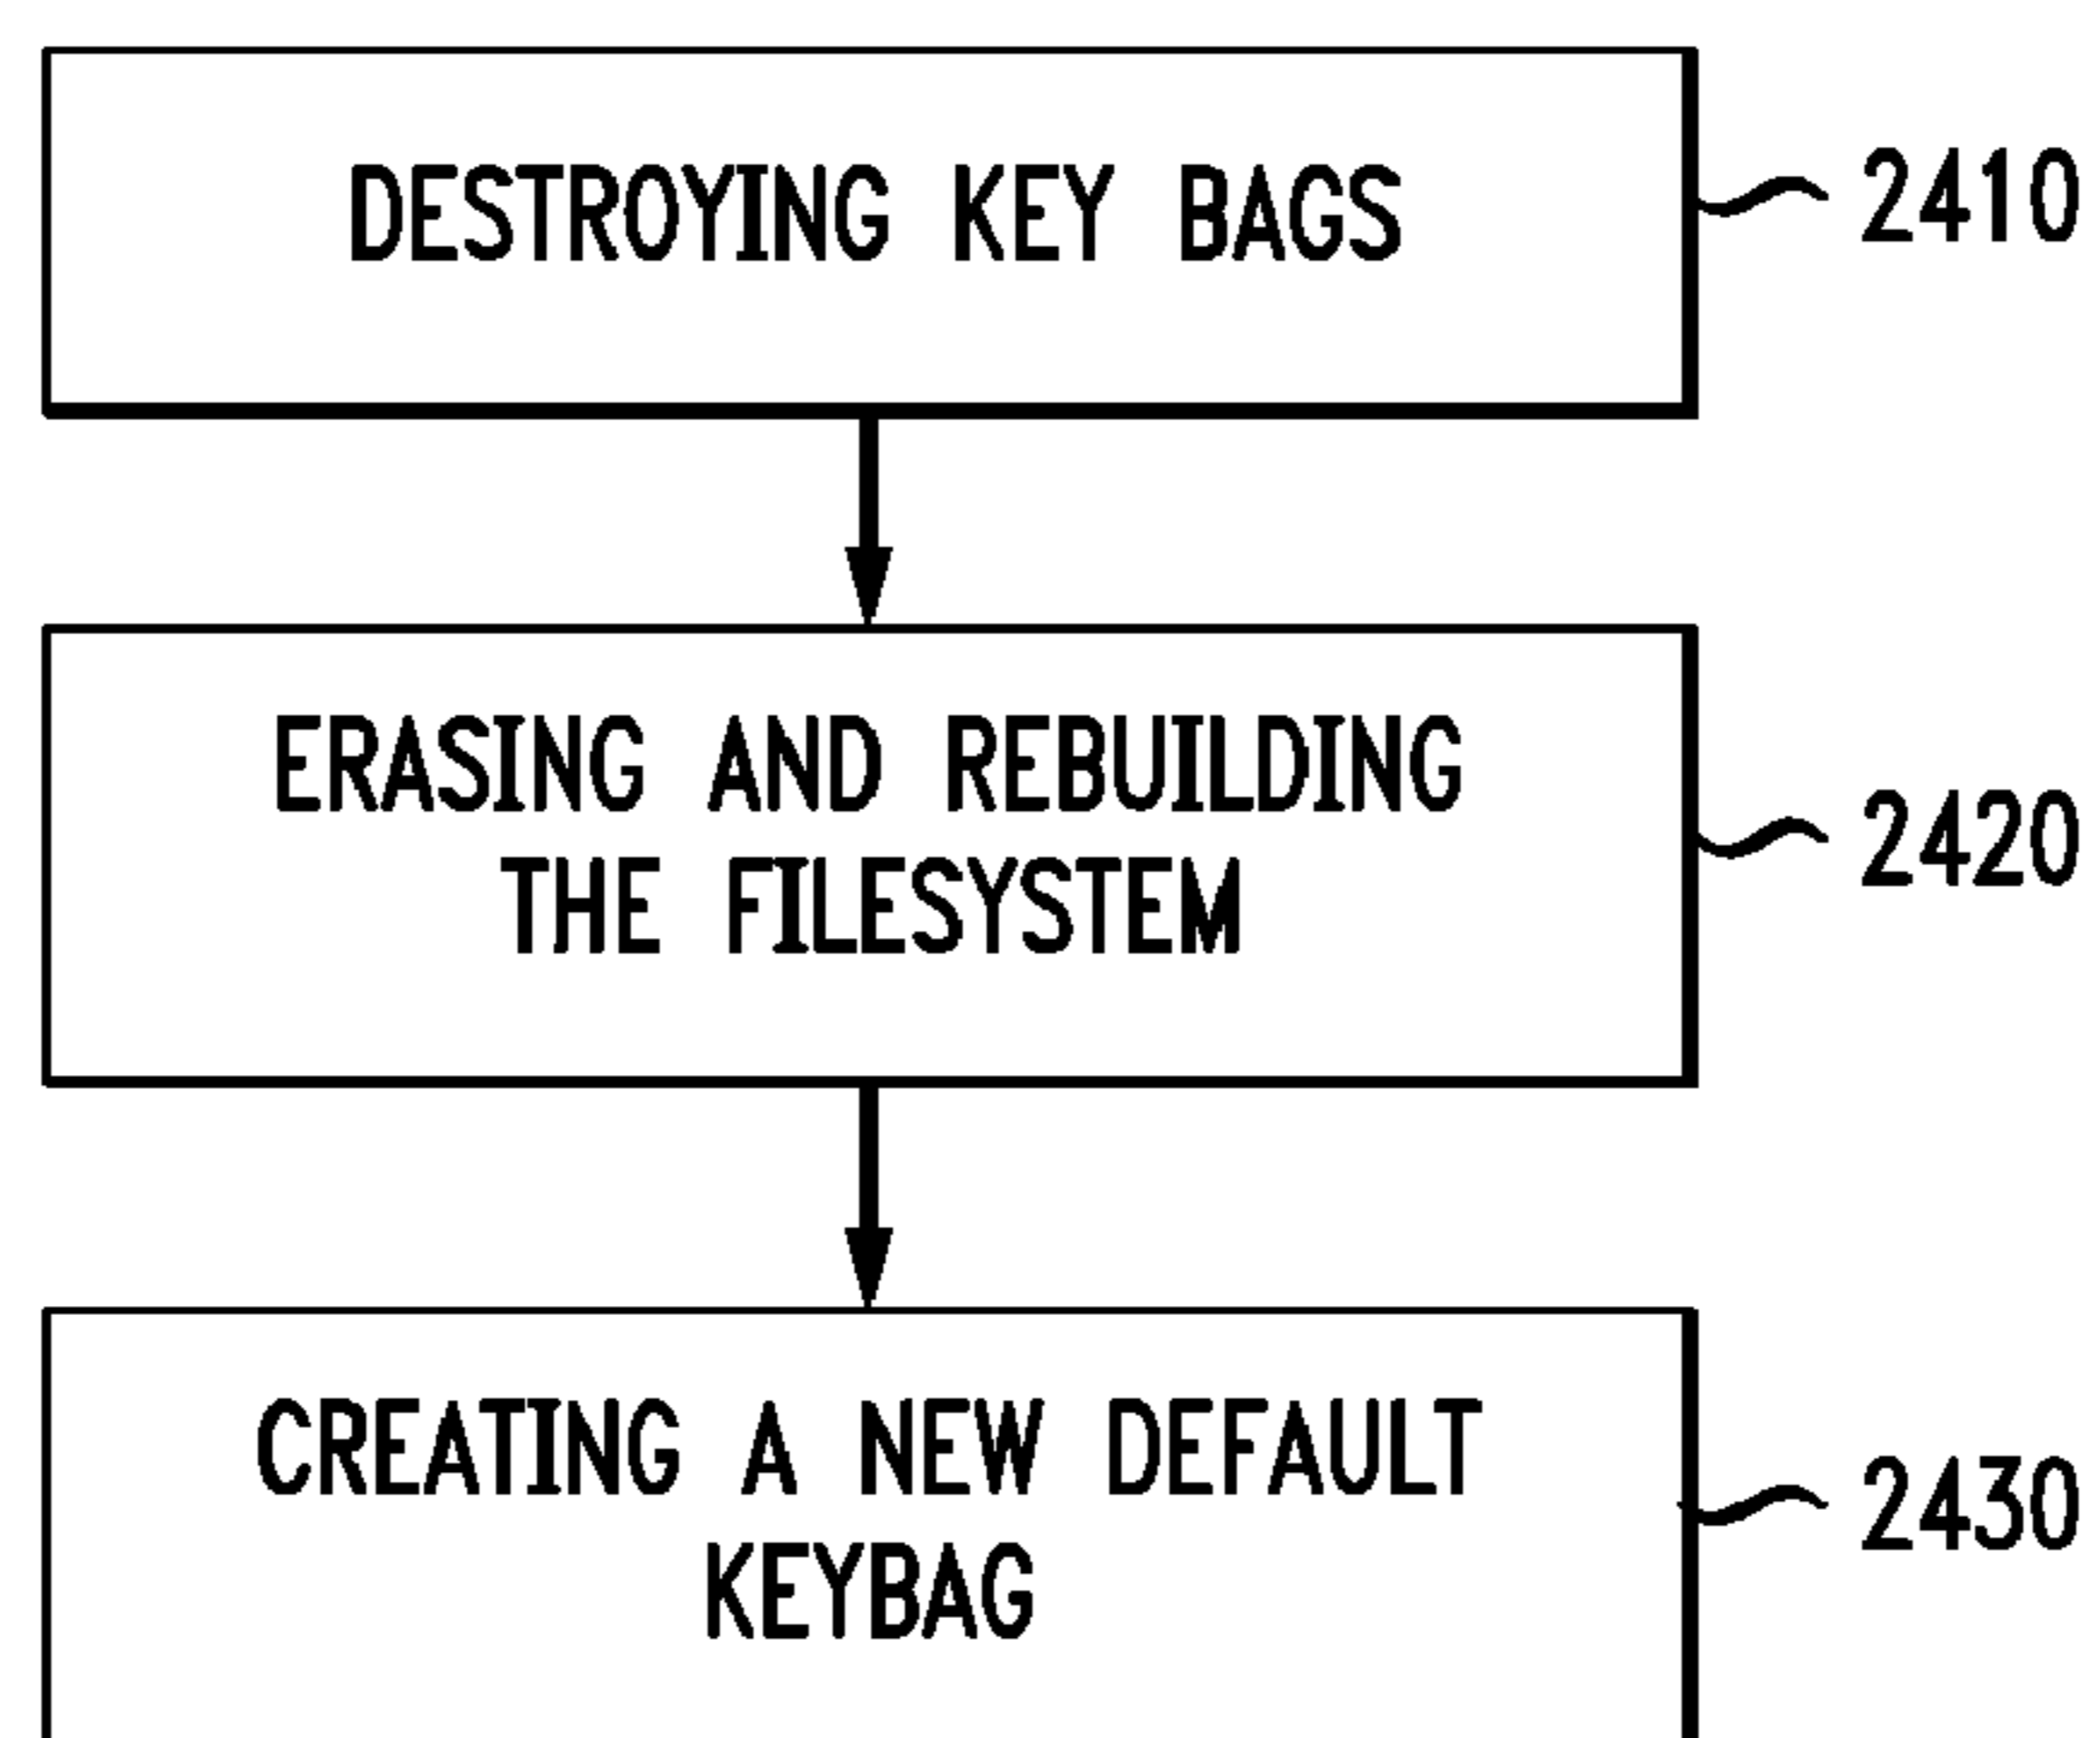 DESTROYING KEY BAGS
2410
ERASING AND REBUILDING
THE FILESYSTEM
2420
CREATING A NEW DEFAULT
KEYBAG
2430